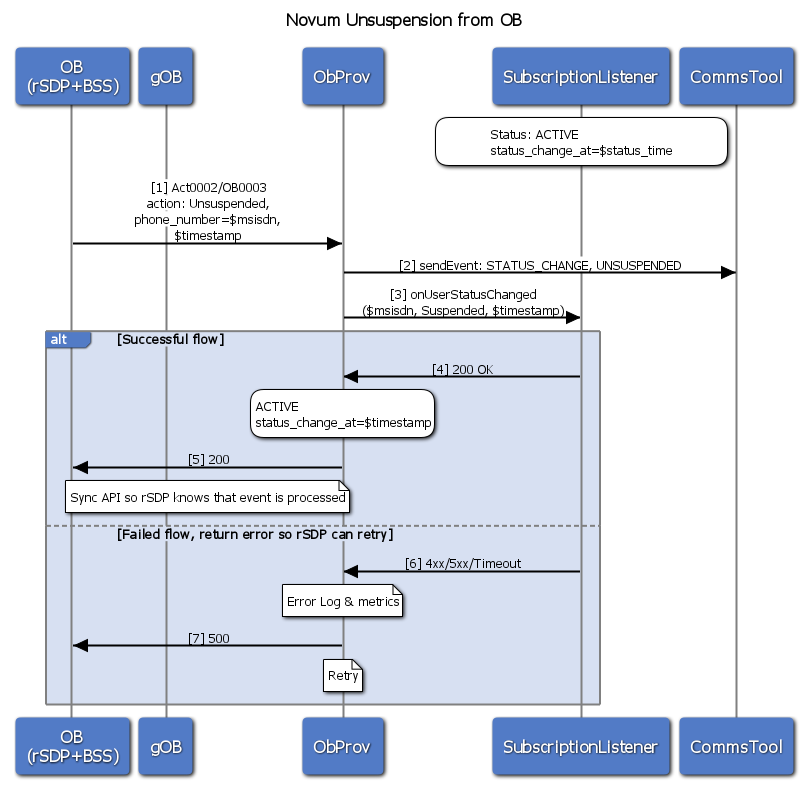 Novum Unsuspension from OB
OB
(rSDP+BSS)
gOB
ObProv
SubscriptionListener
CommsTool
Status: ACTIVE
status_change_at=$status_time
[1] Act0002/OB0003
action: Unsuspended,
phone_number=$msisdn,
$timestamp
[2] sendEvent: STATUS_CHANGE, UNSUSPENDED
[3] onUserStatusChanged
($msisdn, Suspended, $timestamp)
alt
[Successful flow]
[4] 200 OK
ACTIVE
status_change_at=$timestamp
[5] 200
Sync API so rSDP knows that event is processed
[Failed flow, return error so rSDP can retry]
[6] 4xx/5xx/Timeout
Error Log & metrics
[7] 500
Retry
OB
(rSDP+BSS)
gOB
ObProv
SubscriptionListener
CommsTool